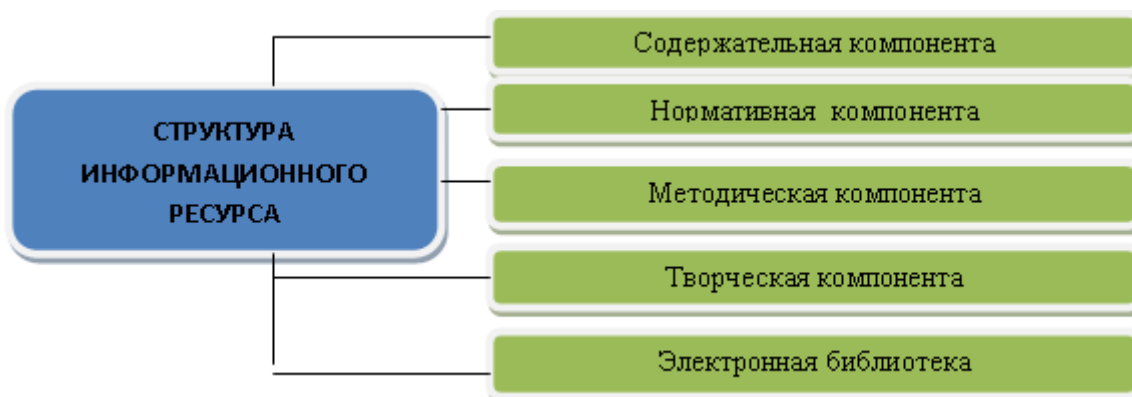 Содержательная компонента
Нормативная компонента
СТРУКТУРА
ИНФОРМАЦИОННОГО
РЕСУРСА
Методическая компонента
Творческая компонента
Электронная библиотека